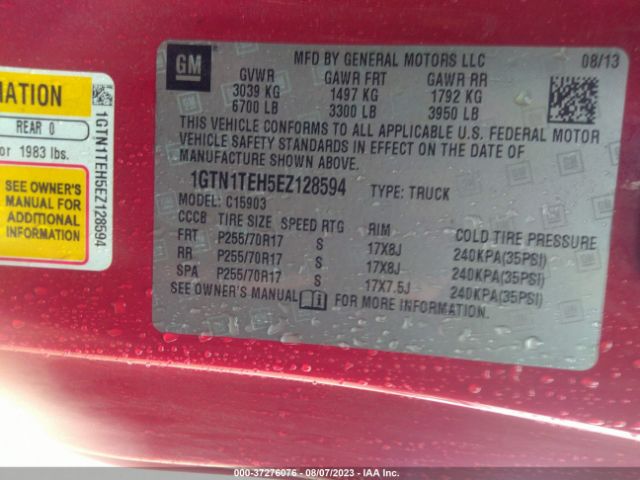 MATION
REAR 0
or 1983 lbs.
SEE OWNER'S
MANUAL FOR
ADDITIONAL
INFORMATION
1GTN1TEH5EZ128594
GM
MFD BY GENERAL MOTORS LLC
08/13
GVWR GAWR FRT GAWR RR
3039 KG 1497 KG 1792 KG
6700 LB 3300 LB 3950 LB
THIS VEHICLE CONFORMS TO ALL APPLICABLE U.S. FEDERAL MOTOR
VEHICLE SAFETY STANDARDS IN EFFECT ON THE DATE OF
MANUFACTURE SHOWN ABOVE.
1GTN1TEH5EZ128594 TYPE: TRUCK
MODEL: C15903
CCC8 TIRE SIZE SPEED RTG RIM COLD TIRE PRESSURE
FRT P255/70R17 S 17X8J 240KPA(35PSI)
RR P255/70R17 S 17X8J 240KPA(35PSI)
SPA P255/70R17 S 17X7.5J 240KPA(35PSI)
SEE OWNER'S MANUAL FOR MORE INFORMATION.
000-37276076 - 08/07/2023 - IAA Inc.